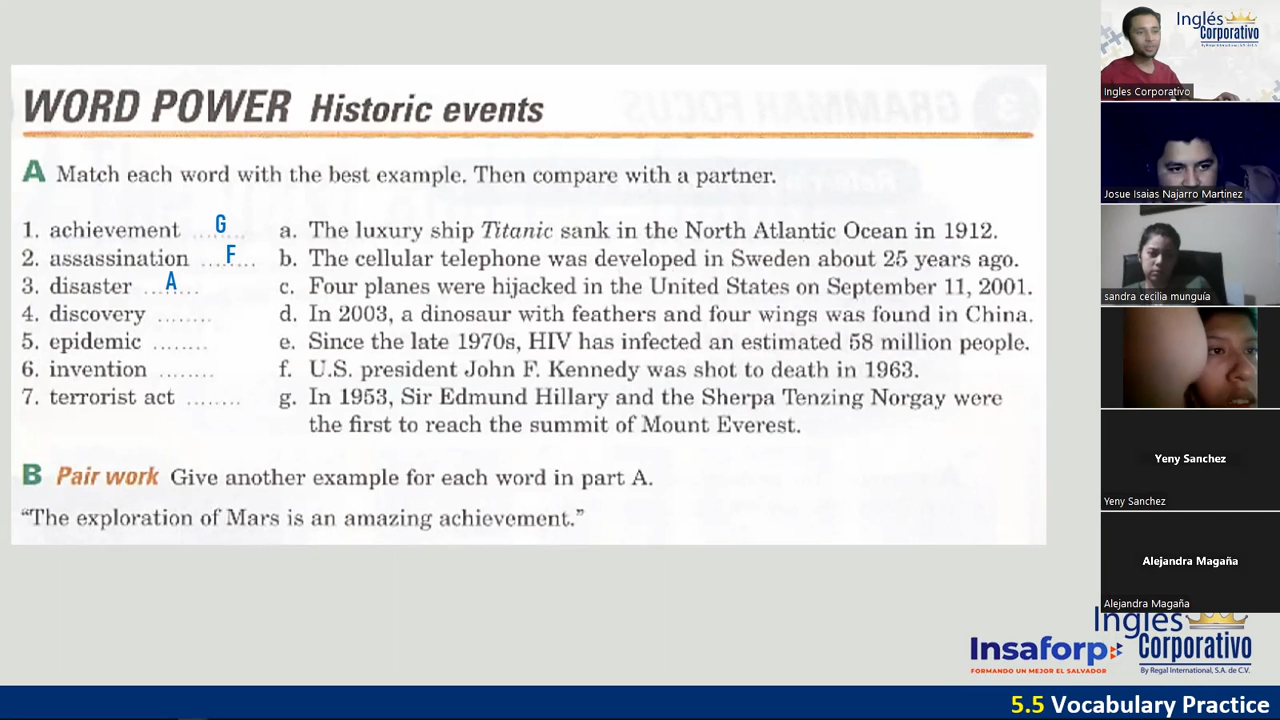 WORD POWER Historic events
A Match each word with the best example. Then compare with a partner.
1. achievement ........ G
2. assassination ........ F
3. disaster ........ A
4. discovery ........
5. epidemic ........
6. invention ........
7. terrorist act ........
a. The luxury ship Titanic sank in the North Atlantic Ocean in 1912.
b. The cellular telephone was developed in Sweden about 25 years ago.
c. Four planes were hijacked in the United States on September 11, 2001.
d. In 2003, a dinosaur with feathers and four wings was found in China.
e. Since the late 1970s, HIV has infected an estimated 58 million people.
f. U.S. president John F. Kennedy was shot to death in 1963.
g. In 1953, Sir Edmund Hillary and the Sherpa Tenzing Norgay were
the first to reach the summit of Mount Everest.
B Pair work Give another example for each word in part A.
“The exploration of Mars is an amazing achievement.”
Inglés
Corporativo
By Regal International, S.A. de C.V.
Ingles Corporativo
Josue Isaias Najarro Martinez
sandra cecilia munguía
Yeny Sanchez
Yeny Sanchez
Alejandra Magaña
Alejandra Magaña
Insaforp
FORMANDO UN MEJOR EL SALVADOR
Inglés
Corporativo
By Regal International, S.A. de C.V.
5.5 Vocabulary Practice